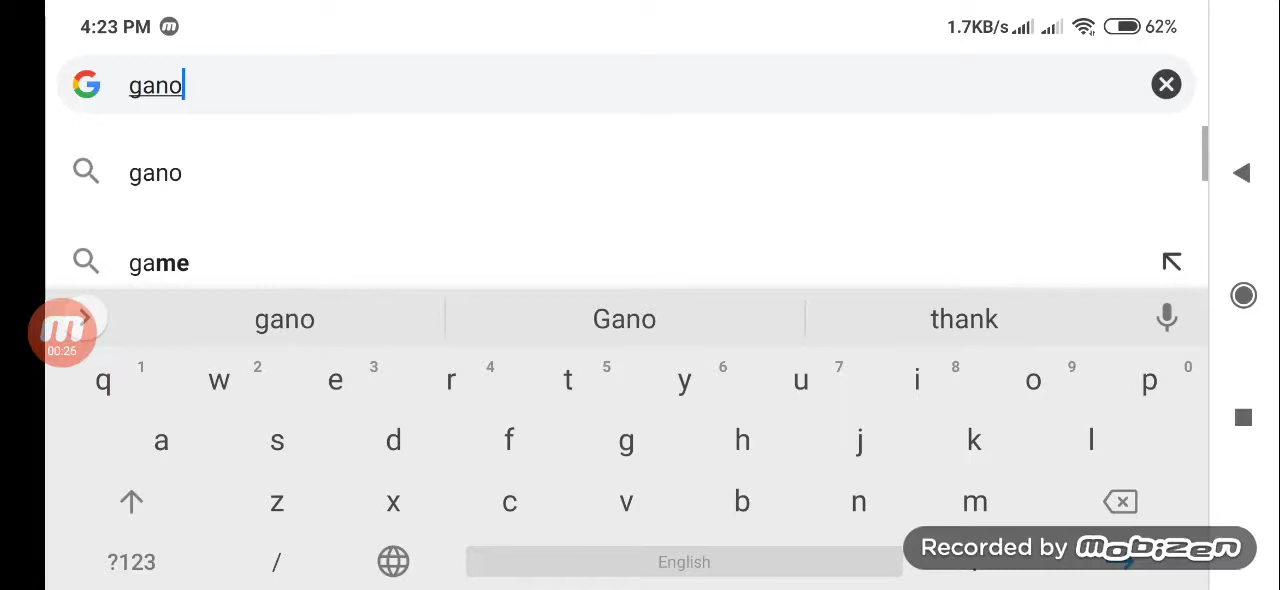 4:23 PM m 1.7KB/s 62%
G gano
gano
game
gano Gano thank
m
00:26
1 2 3 4 5 6 7 8 9 0
q w e r t y u i o p
a s d f g h j k l
z x c v b n m
?123 / English
Recorded by mobizen